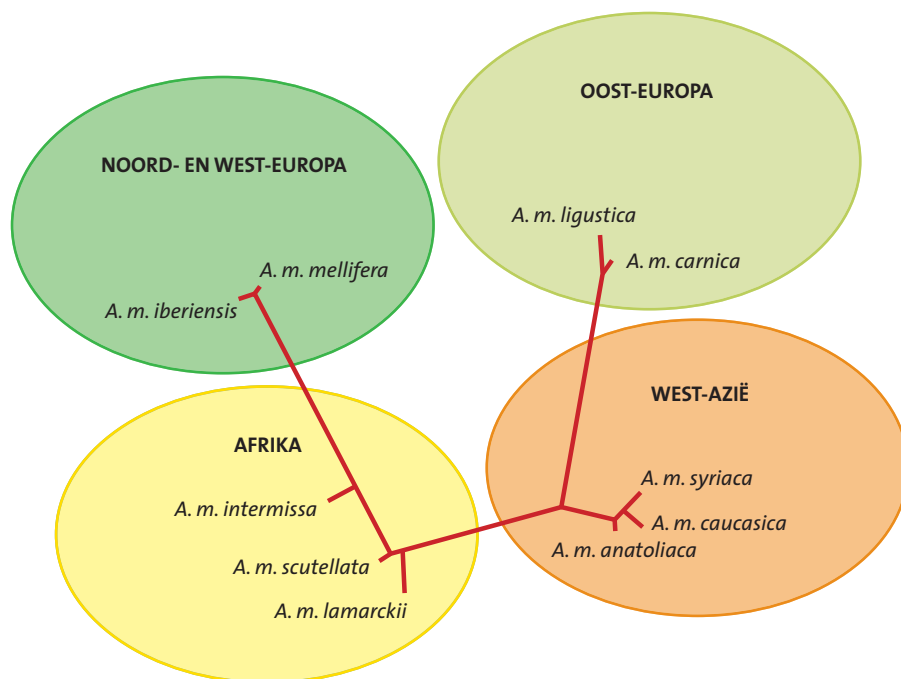 OOST-EUROPA
NOORD- EN WEST-EUROPA
A. m. ligustica
A. m. carnica
A. m. mellifera
A. m. iberiensis
WEST-AZIË
AFRIKA
A. m. syriaca
A. m. intermissa
A. m. caucasica
A. m. anatoliaca
A. m. scutellata
A. m. lamarckii